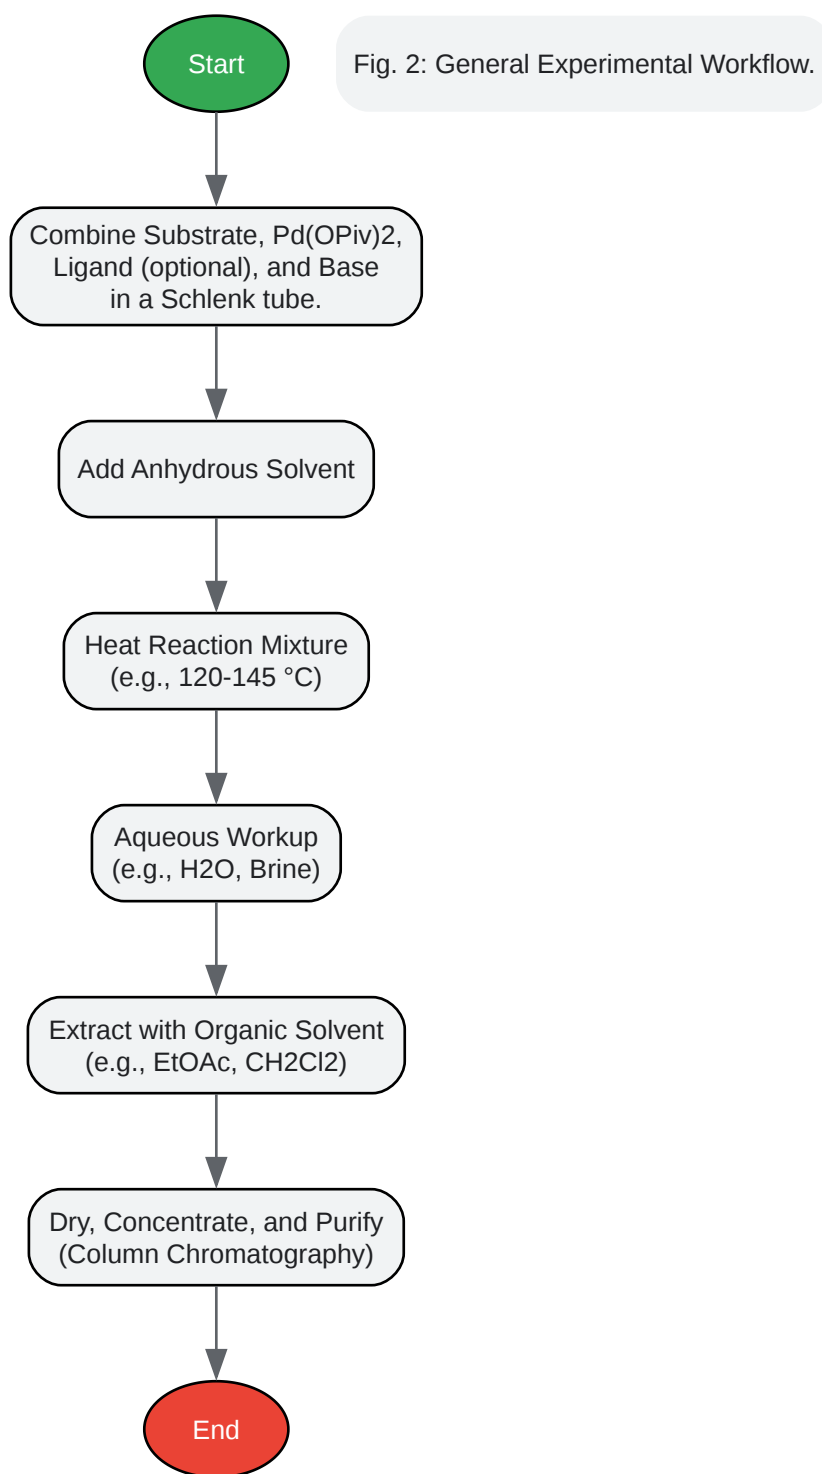 Start
Fig. 2: General Experimental Workflow.
Combine Substrate, Pd(OPiv)2,
Ligand (optional), and Base
in a Schlenk tube.
Add Anhydrous Solvent
Heat Reaction Mixture
(e.g., 120-145 °C)
Aqueous Workup
(e.g., H2O, Brine)
Extract with Organic Solvent
(e.g., EtOAc, CH2Cl2)
Dry, Concentrate, and Purify
(Column Chromatography)
End